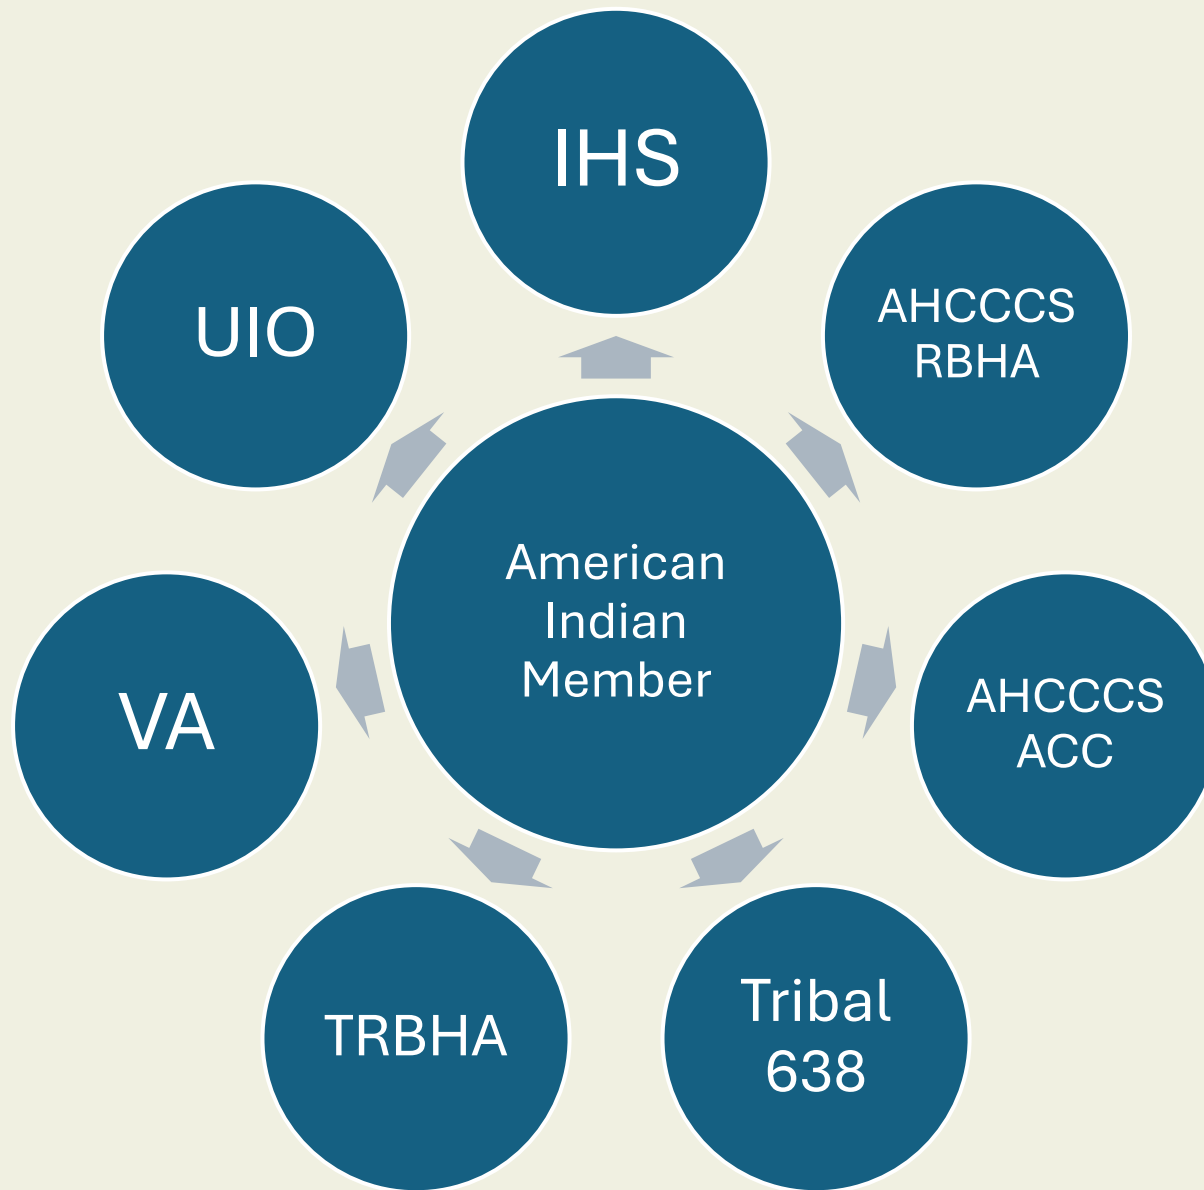 IHS
AHCCCS
RBHA
UIO
American
Indian
Member
AHCCCS
ACC
VA
Tribal
638
TRBHA